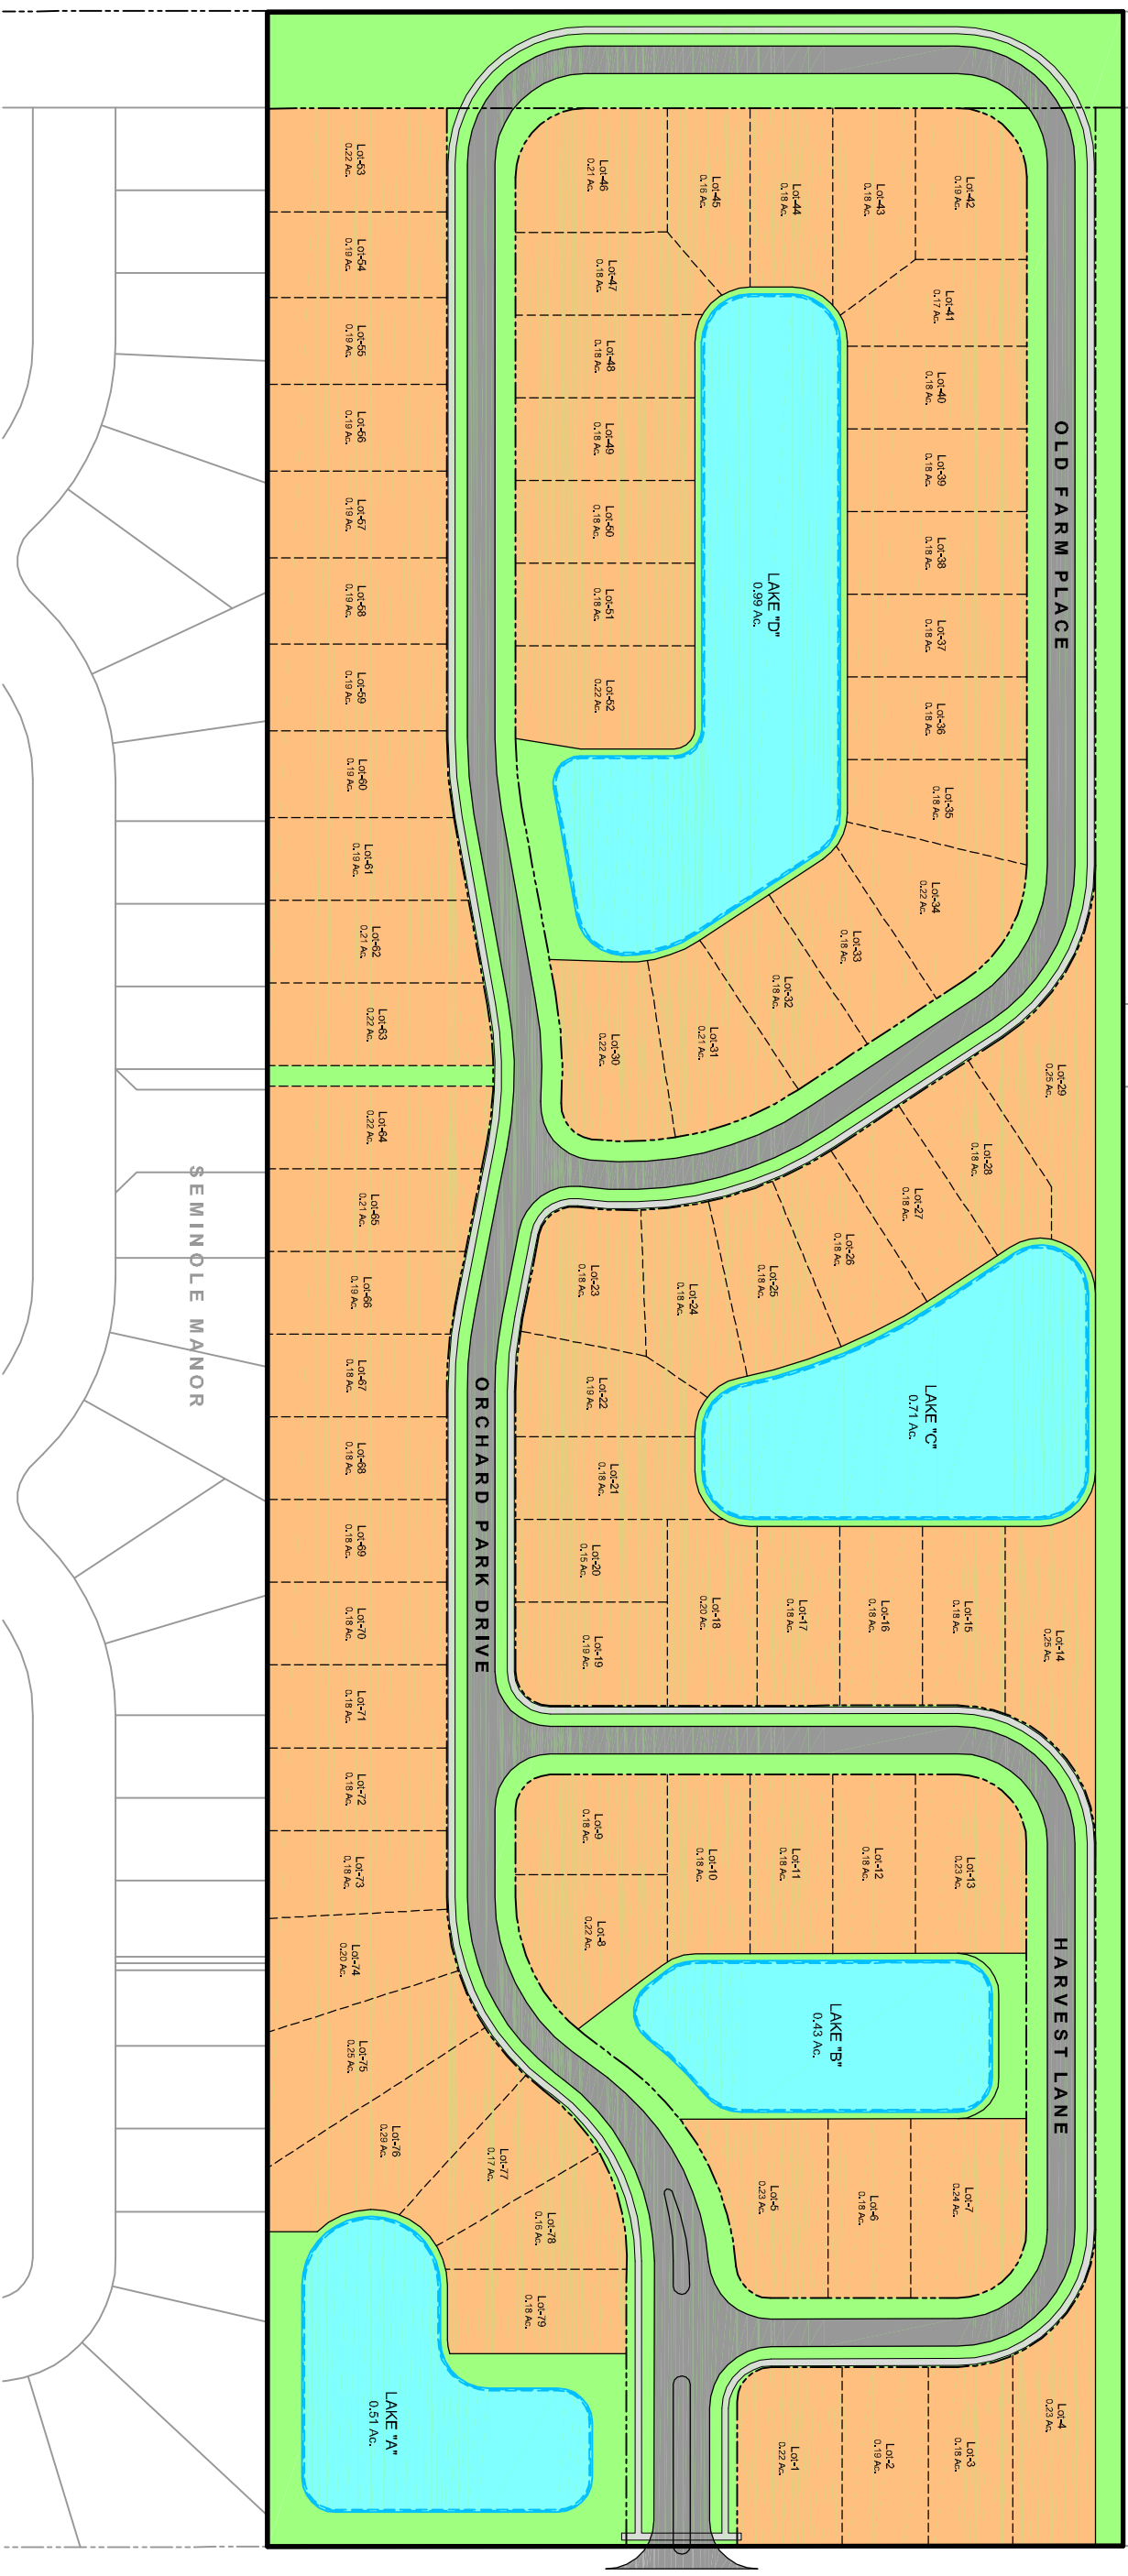 OLD FARM PLACE
ORCHARD PARK DRIVE
HARVEST LANE
SEMINOLE MANOR
LAKE "A"
0.51 Ac.
LAKE "B"
0.43 Ac.
LAKE "C"
0.71 Ac.
LAKE "D"
0.99 Ac.
Lot-1
0.22 Ac.
Lot-2
0.19 Ac.
Lot-3
0.18 Ac.
Lot-4
0.23 Ac.
Lot-5
0.23 Ac.
Lot-6
0.18 Ac.
Lot-7
0.24 Ac.
Lot-8
0.22 Ac.
Lot-9
0.18 Ac.
Lot-10
0.18 Ac.
Lot-11
0.18 Ac.
Lot-12
0.18 Ac.
Lot-13
0.23 Ac.
Lot-14
0.25 Ac.
Lot-15
0.18 Ac.
Lot-16
0.18 Ac.
Lot-17
0.18 Ac.
Lot-18
0.20 Ac.
Lot-19
0.19 Ac.
Lot-20
0.15 Ac.
Lot-21
0.18 Ac.
Lot-22
0.19 Ac.
Lot-23
0.18 Ac.
Lot-24
0.18 Ac.
Lot-25
0.18 Ac.
Lot-26
0.18 Ac.
Lot-27
0.18 Ac.
Lot-28
0.18 Ac.
Lot-29
0.25 Ac.
Lot-30
0.22 Ac.
Lot-31
0.21 Ac.
Lot-32
0.18 Ac.
Lot-33
0.18 Ac.
Lot-34
0.22 Ac.
Lot-35
0.18 Ac.
Lot-36
0.18 Ac.
Lot-37
0.18 Ac.
Lot-38
0.18 Ac.
Lot-39
0.18 Ac.
Lot-40
0.18 Ac.
Lot-41
0.17 Ac.
Lot-42
0.19 Ac.
Lot-43
0.18 Ac.
Lot-44
0.18 Ac.
Lot-45
0.16 Ac.
Lot-46
0.21 Ac.
Lot-47
0.18 Ac.
Lot-48
0.18 Ac.
Lot-49
0.18 Ac.
Lot-50
0.18 Ac.
Lot-51
0.18 Ac.
Lot-52
0.22 Ac.
Lot-53
0.22 Ac.
Lot-54
0.19 Ac.
Lot-55
0.19 Ac.
Lot-56
0.19 Ac.
Lot-57
0.19 Ac.
Lot-58
0.19 Ac.
Lot-59
0.19 Ac.
Lot-60
0.19 Ac.
Lot-61
0.19 Ac.
Lot-62
0.21 Ac.
Lot-63
0.22 Ac.
Lot-64
0.22 Ac.
Lot-65
0.21 Ac.
Lot-66
0.19 Ac.
Lot-67
0.18 Ac.
Lot-68
0.18 Ac.
Lot-69
0.18 Ac.
Lot-70
0.18 Ac.
Lot-71
0.18 Ac.
Lot-72
0.18 Ac.
Lot-73
0.18 Ac.
Lot-74
0.20 Ac.
Lot-75
0.25 Ac.
Lot-76
0.29 Ac.
Lot-77
0.17 Ac.
Lot-78
0.16 Ac.
Lot-79
0.18 Ac.